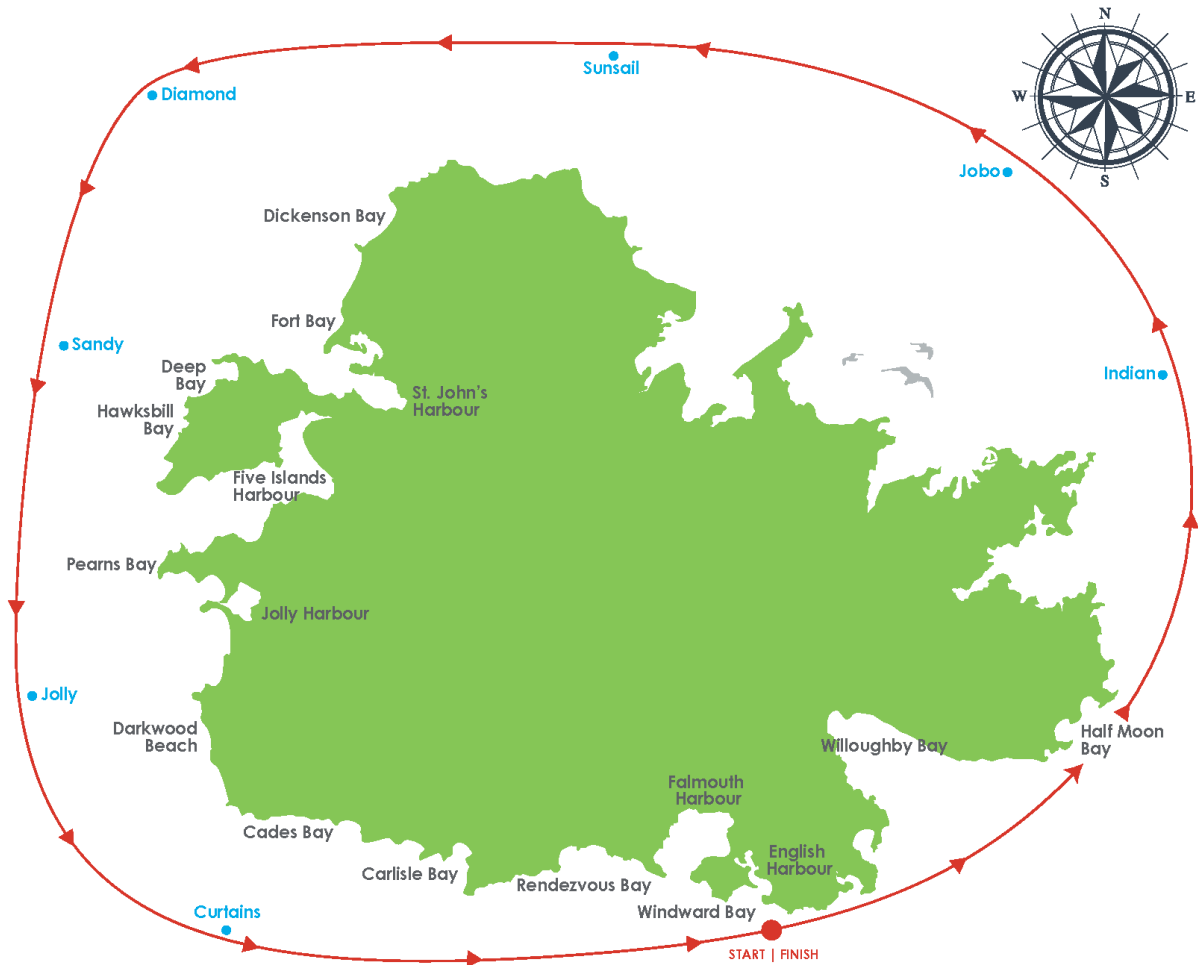 N
Sunsail
Diamond
W
E
Jobo
S
Dickenson Bay
Fort Bay
Sandy
Deep
Bay
Indian
St. John's
Harbour
Hawksbill
Bay
Five Islands
Harbour
Pearns Bay
Jolly Harbour
Jolly
Darkwood
Beach
Half Moon
Bay
Willoughby Bay
Falmouth
Harbour
Cades Bay
English
Harbour
Carlisle Bay
Rendezvous Bay
Windward Bay
Curtains
START | FINISH